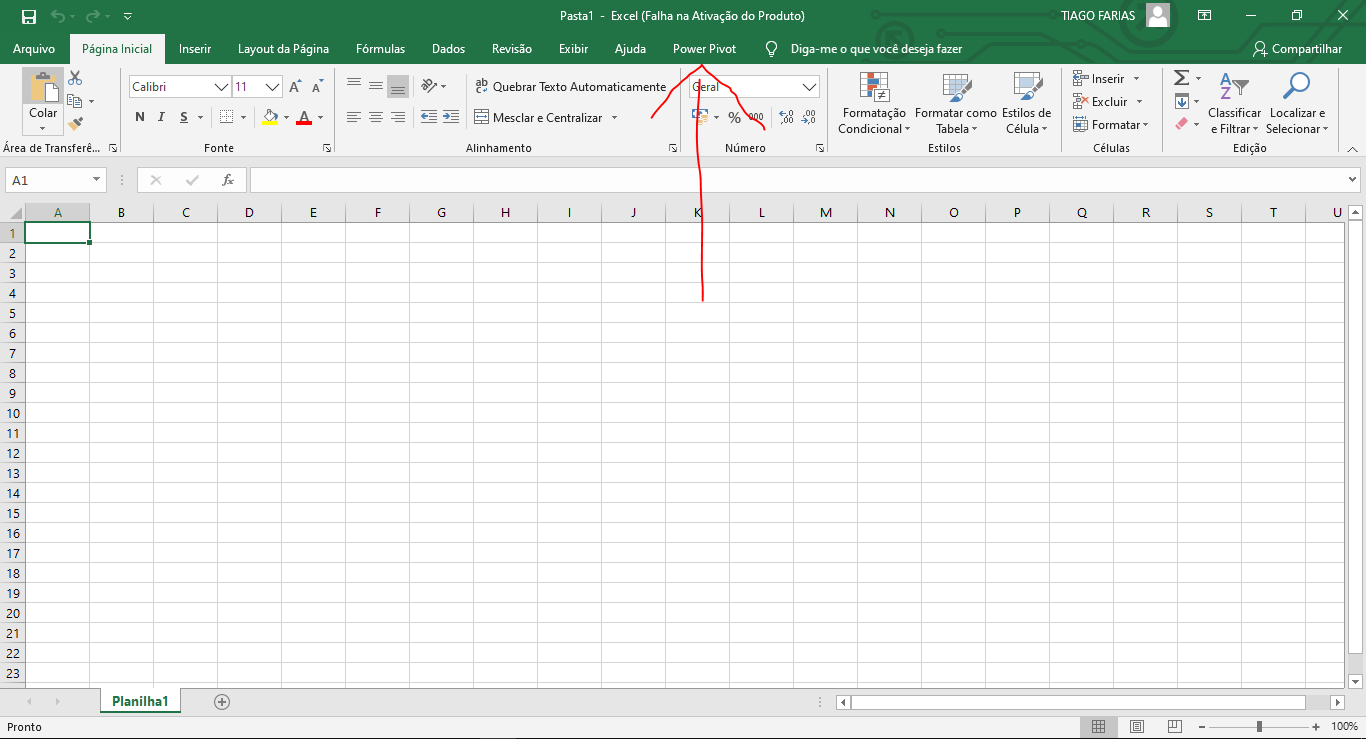 Pasta1 - Excel (Falha na Ativação do Produto)
TIAGO FARIAS
Arquivo Página Inicial Inserir Layout da Página Fórmulas Dados Revisão Exibir Ajuda Power Pivot Diga-me o que você deseja fazer Compartilhar
Colar
Área de Transferê...
Calibri 11
N I S
Fonte
Quebrar Texto Automaticamente
Mesclar e Centralizar
Alinhamento
Geral
% 000
Número
Formatação Condicional
Formatar como Tabela
Estilos de Célula
Estilos
Inserir
Excluir
Formatar
Células
Classificar e Filtrar
Localizar e Selecionar
Edição
A1
fx
A B C D E F G H I J K L M N O P Q R S T U
1
2
3
4
5
6
7
8
9
10
11
12
13
14
15
16
17
18
19
20
21
22
23
Planilha1
Pronto
100%